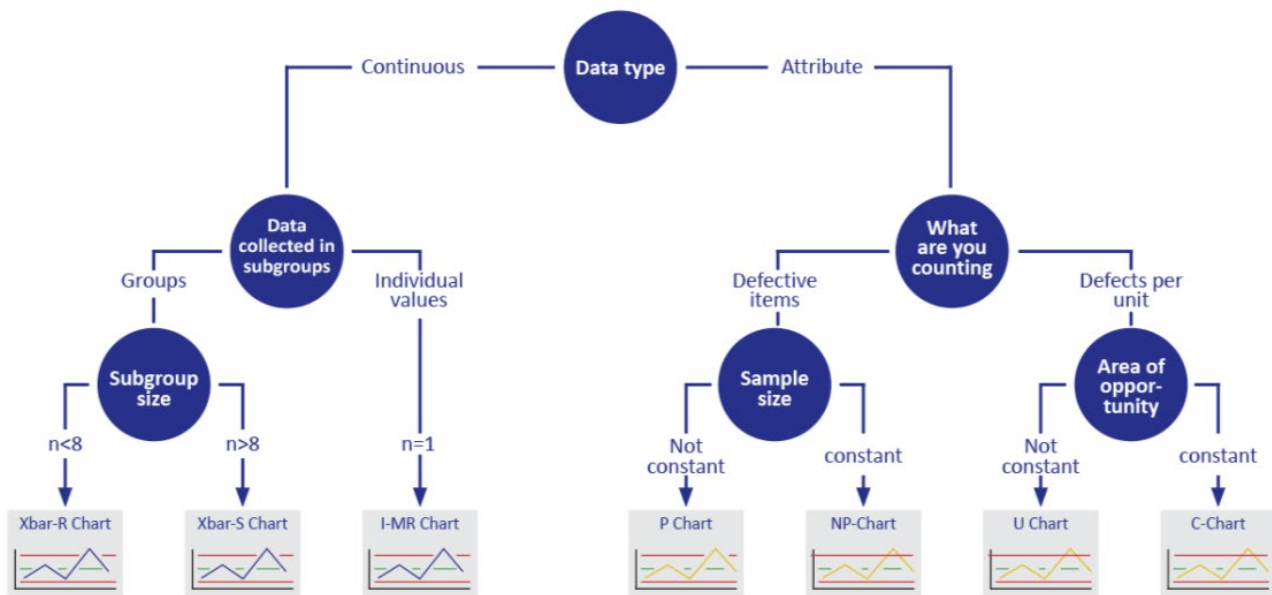 Continuous
Data type
Attribute
Data
collected in
subgroups
What
are you
counting
Groups
Individual
values
Defective
items
Defects per
unit
Subgroup
size
Sample
size
Area of
oppor-
tunity
n<8
n>8
n=1
Not
constant
constant
Not
constant
constant
Xbar-R Chart
Xbar-S Chart
I-MR Chart
P Chart
NP-Chart
U Chart
C-Chart